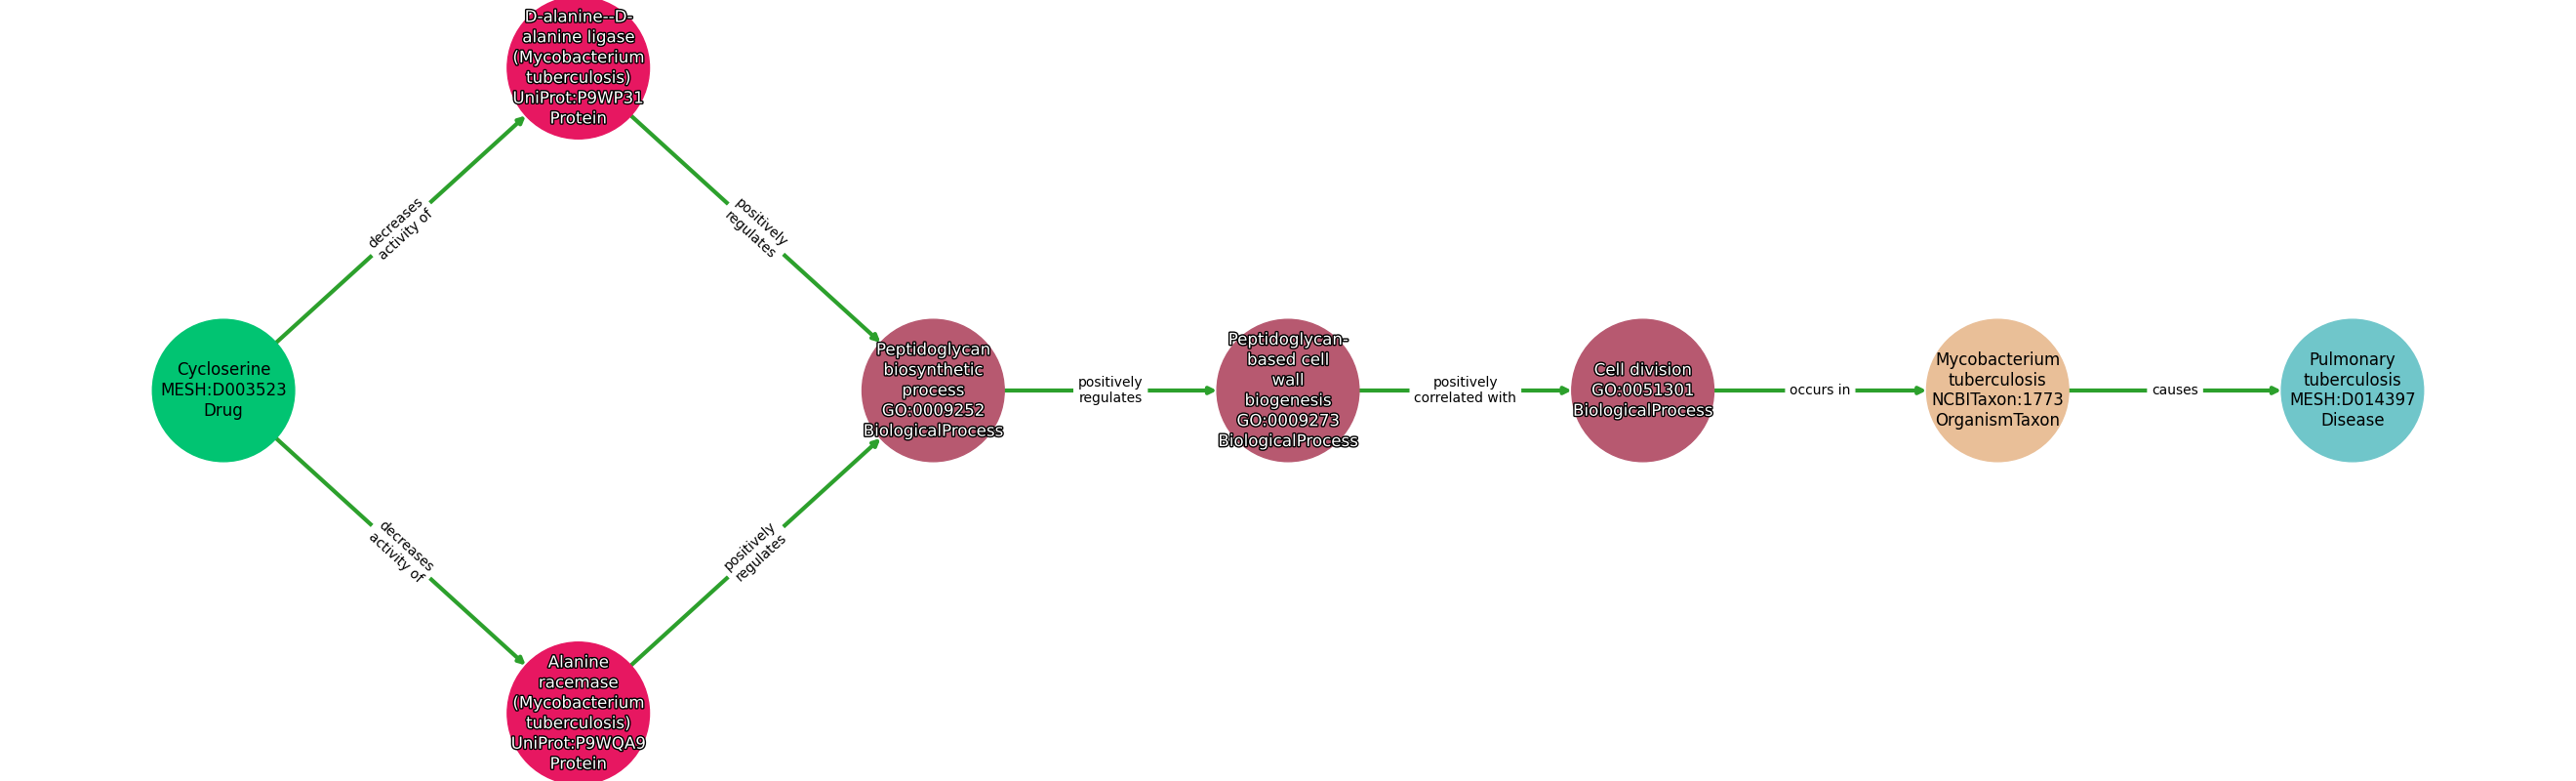 D-alanine--D-
alanine ligase
(Mycobacterium
tuberculosis)
UniProt:P9WP31
Protein
decreases
activity of
positively
regulates
Cycloserine
MESH:D003523
Drug
Peptidoglycan
biosynthetic
process
GO:0009252
BiologicalProcess
positively
regulates
Peptidoglycan-
based cell
wall
biogenesis
GO:0009273
BiologicalProcess
positively
correlated with
Cell division
GO:0051301
BiologicalProcess
occurs in
Mycobacterium
tuberculosis
NCBITaxon:1773
OrganismTaxon
causes
Pulmonary
tuberculosis
MESH:D014397
Disease
decreases
activity of
positively
regulates
Alanine
racemase
(Mycobacterium
tuberculosis)
UniProt:P9WQA9
Protein